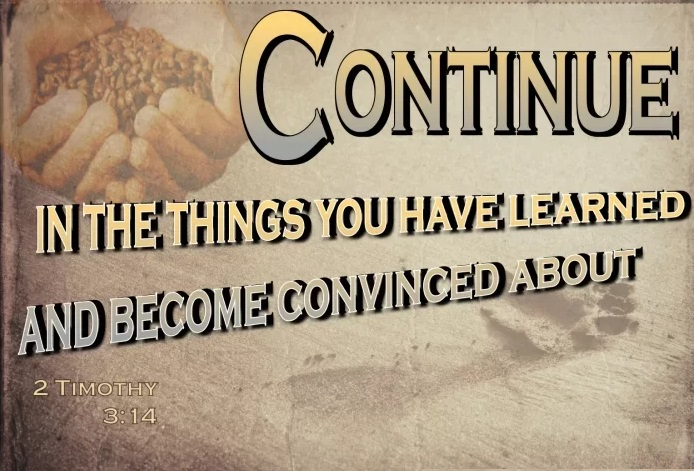 CONTINUE
IN THE THINGS YOU HAVE LEARNED
AND BECOME CONVINCED ABOUT
2 TIMOTHY
3:14